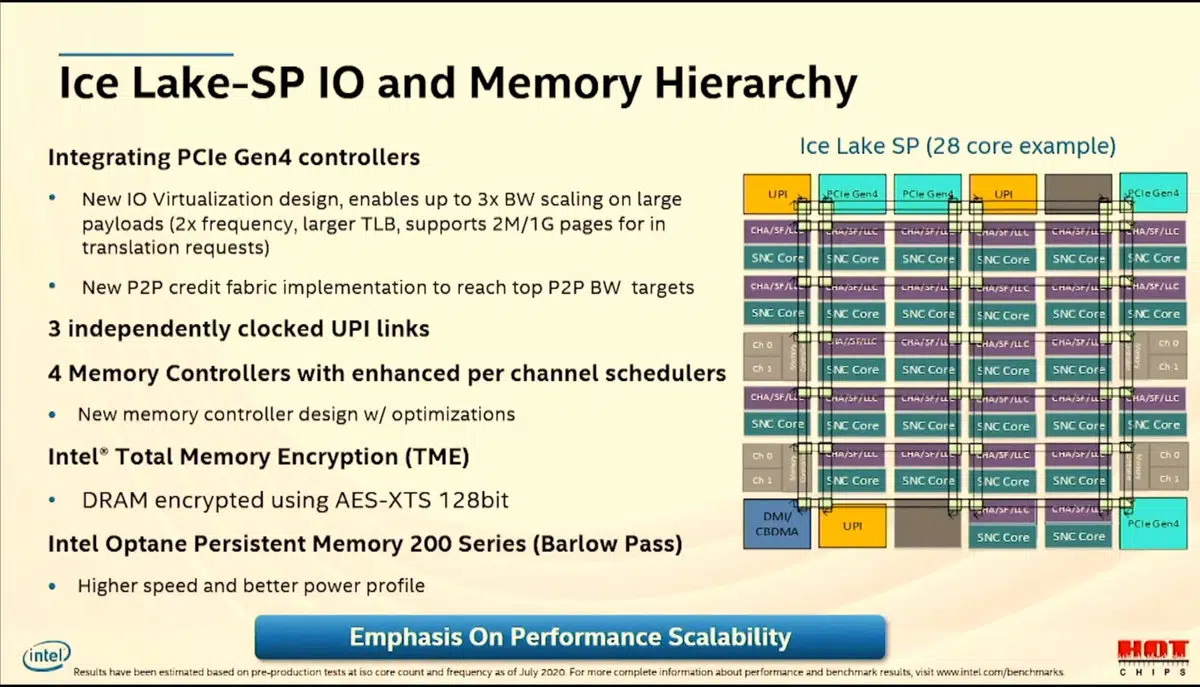 Ice Lake-SP IO and Memory Hierarchy
Integrating PCIe Gen4 controllers
• New IO Virtualization design, enables up to 3x BW scaling on large
payloads (2x frequency, larger TLB, supports 2M/1G pages for in
translation requests)
• New P2P credit fabric implementation to reach top P2P BW targets
3 independently clocked UPI links
4 Memory Controllers with enhanced per channel schedulers
• New memory controller design w/ optimizations
Intel® Total Memory Encryption (TME)
• DRAM encrypted using AES-XTS 128bit
Intel Optane Persistent Memory 200 Series (Barlow Pass)
• Higher speed and better power profile
Ice Lake SP (28 core example)
UPI PCIe Gen4 PCIe Gen4 UPI PCIe Gen4
CHA/SF/LLC CHA/SF/LLC CHA/SF/LLC CHA/SF/LLC CHA/SF/LLC CHA/SF/LLC
SNC Core SNC Core SNC Core SNC Core SNC Core SNC Core
CHA/SF/LLC CHA/SF/LLC CHA/SF/LLC CHA/SF/LLC CHA/SF/LLC CHA/SF/LLC
SNC Core SNC Core SNC Core SNC Core SNC Core SNC Core
Ch 0 Memory CHA/SF/LLC CHA/SF/LLC CHA/SF/LLC CHA/SF/LLC Memory Ch 0
Ch 1 SNC Core SNC Core SNC Core SNC Core Ch 1
CHA/SF/LLC CHA/SF/LLC CHA/SF/LLC CHA/SF/LLC CHA/SF/LLC CHA/SF/LLC
SNC Core SNC Core SNC Core SNC Core SNC Core SNC Core
Ch 0 Memory CHA/SF/LLC CHA/SF/LLC CHA/SF/LLC CHA/SF/LLC Memory Ch 0
Ch 1 SNC Core SNC Core SNC Core SNC Core Ch 1
DMI/ UPI CHA/SF/LLC CHA/SF/LLC PCIe Gen4
CBDMA SNC Core SNC Core
Emphasis On Performance Scalability
intel
Results have been estimated based on pre-production tests at iso core count and frequency as of July 2020. For more complete information about performance and benchmark results, visit www.intel.com/benchmarks.
HOT
CHIPS